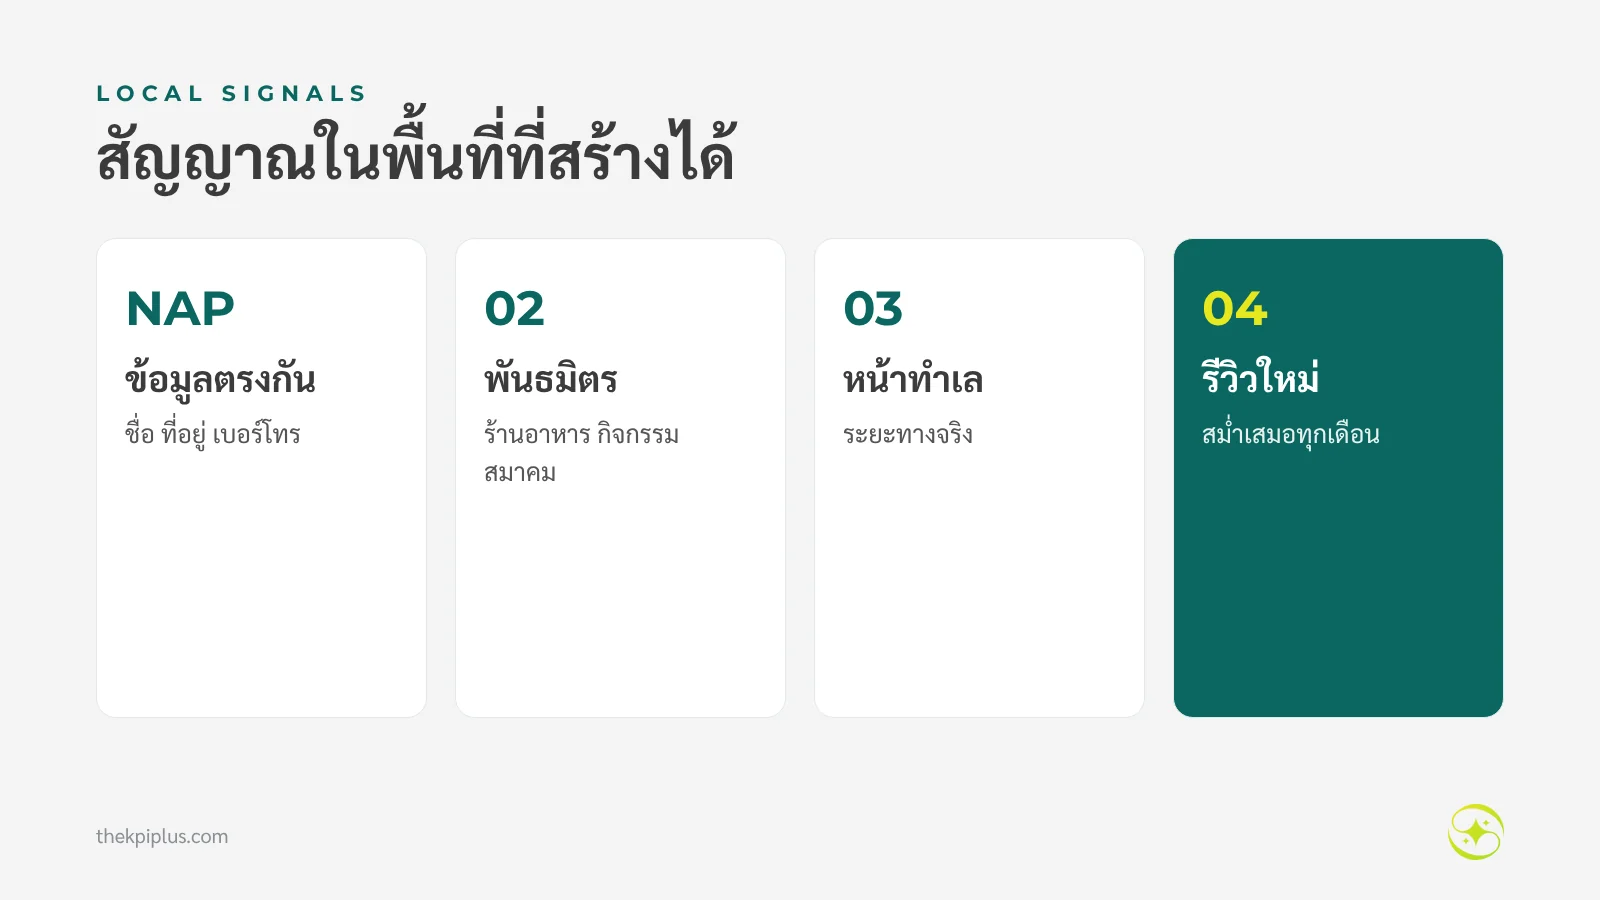 LOCAL SIGNALS
สัญญาณในพื้นที่ที่สร้างได้
NAP
ข้อมูลตรงกัน
ชื่อ ที่อยู่ เบอร์โทร
02
พันธมิตร
ร้านอาหาร กิจกรรม
สมาคม
03
หน้าทำเล
ระยะทางจริง
04
รีวิวใหม่
สม่ำเสมอทุกเดือน
thekpiplus.com